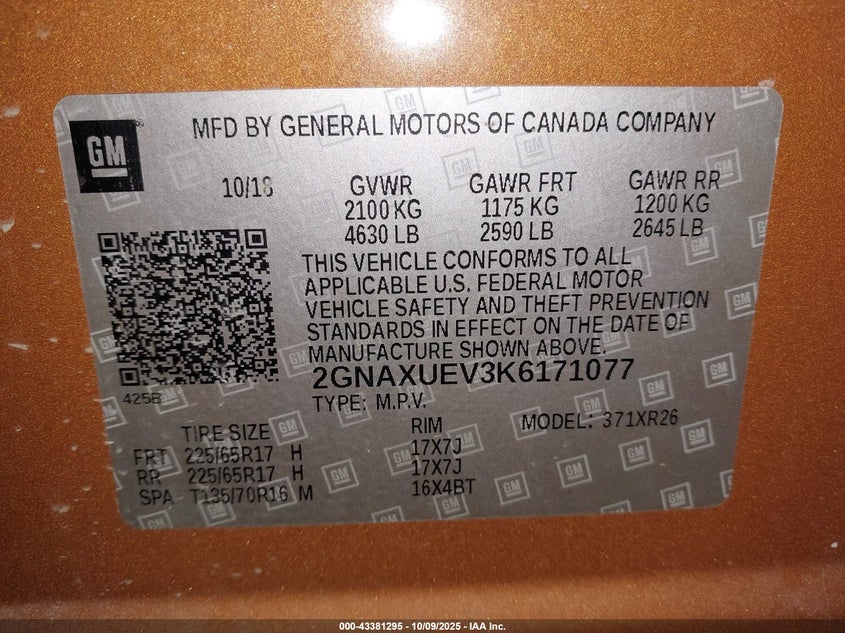 GM
MFD BY GENERAL MOTORS OF CANADA COMPANY
10/18 GVWR GAWR FRT GAWR RR
2100 KG 1175 KG 1200 KG
4630 LB 2590 LB 2645 LB
THIS VEHICLE CONFORMS TO ALL
APPLICABLE U.S. FEDERAL MOTOR
VEHICLE SAFETY AND THEFT PREVENTION
STANDARDS IN EFFECT ON THE DATE OF
MANUFACTURE SHOWN ABOVE.
425B
2GNAXUEV3K6171077
TYPE: M.P.V. MODEL: 371XR26
TIRE SIZE RIM
FRT 225/65R17 H 17X7J
RR 225/65R17 H 17X7J
SPA T135/70R16 M 16X4BT
000-43381295 - 10/09/2025 - IAA Inc.